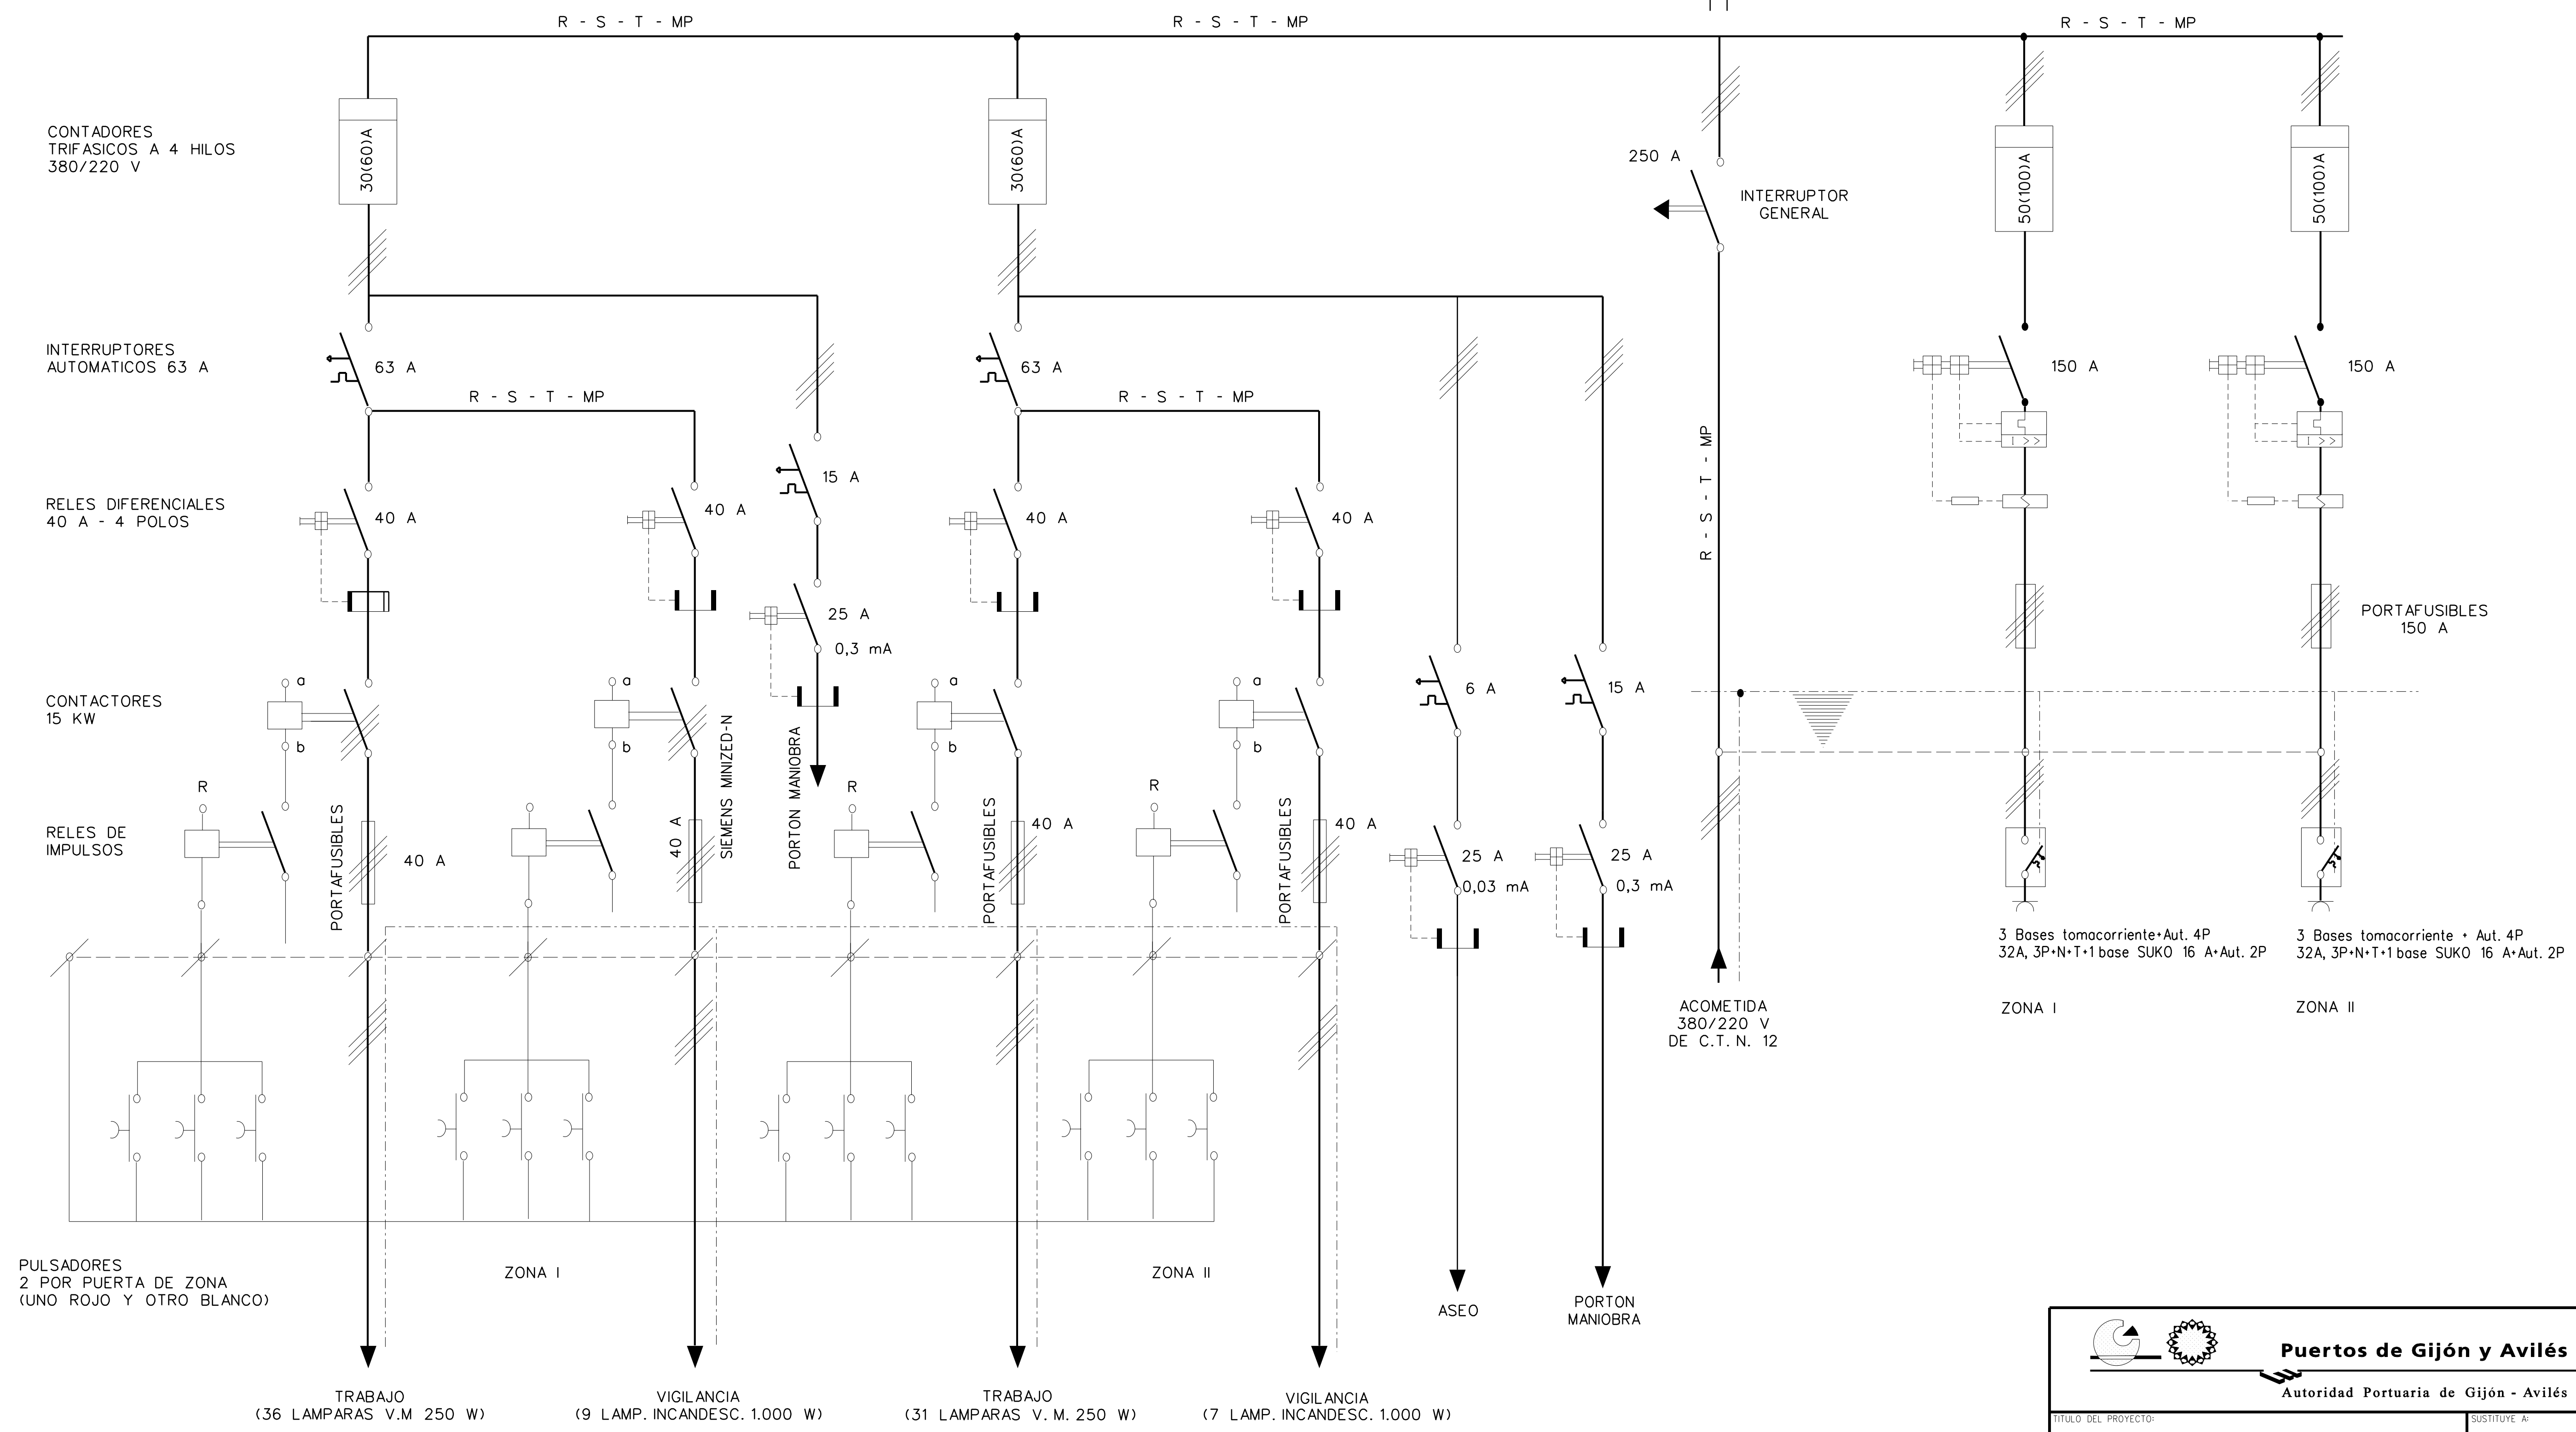 R - S - T - MP
R - S - T - MP
R - S - T - MP
CONTADORES
TRIFASICOS A 4 HILOS
380/220 V
30(60)A
30(60)A
250 A
INTERRUPTOR
GENERAL
50(100)A
50(100)A
INTERRUPTORES
AUTOMATICOS 63 A
63 A
63 A
150 A
150 A
R - S - T - MP
R - S - T - MP
R - S - T - MP
I >>
I >>
15 A
RELES DIFERENCIALES
40 A - 4 POLOS
40 A
40 A
40 A
40 A
25 A
0,3 mA
PORTAFUSIBLES
150 A
CONTACTORES
15 KW
a
b
a
b
a
b
a
b
SIEMENS MINIZED-N
PORTON MANIOBRA
6 A
15 A
RELES DE
IMPULSOS
R
R
R
PORTAFUSIBLES
40 A
40 A
PORTAFUSIBLES
40 A
PORTAFUSIBLES
40 A
25 A
0,03 mA
25 A
0,3 mA
3 Bases tomacorriente+Aut. 4P
32A, 3P+N+T+1 base SUKO 16 A+Aut. 2P
3 Bases tomacorriente + Aut. 4P
32A, 3P+N+T+1 base SUKO 16 A+Aut. 2P
ZONA I
ZONA II
ACOMETIDA
380/220 V
DE C.T. N. 12
PULSADORES
2 POR PUERTA DE ZONA
(UNO ROJO Y OTRO BLANCO)
ZONA I
ZONA II
ASEO
PORTON
MANIOBRA
TRABAJO
(36 LAMPARAS V.M 250 W)
VIGILANCIA
(9 LAMP. INCANDESC. 1.000 W)
TRABAJO
(31 LAMPARAS V. M. 250 W)
VIGILANCIA
(7 LAMP. INCANDESC. 1.000 W)
Puertos de Gijón y Avilés
Autoridad Portuaria de Gijón - Avilés
TITULO DEL PROYECTO:
SUSTITUYE A: